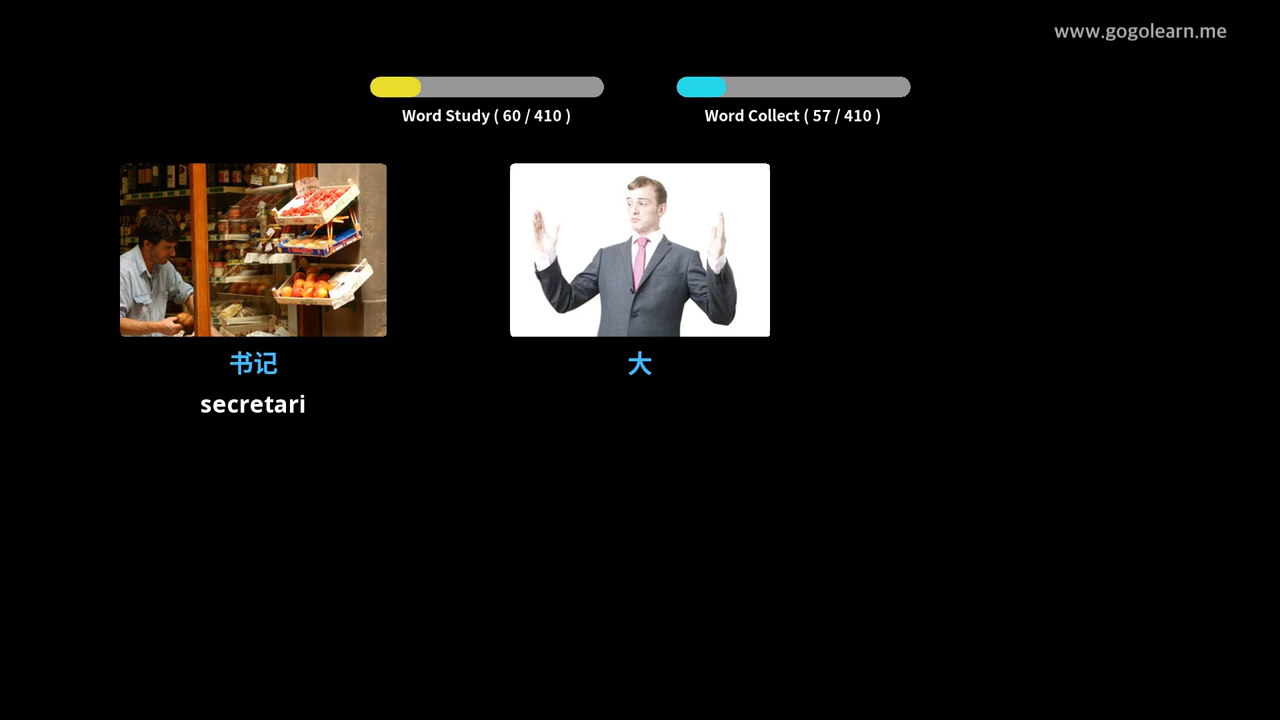 www.gogolearn.me
Word Study ( 60 / 410 )
Word Collect ( 57 / 410 )
书记
大
secretari